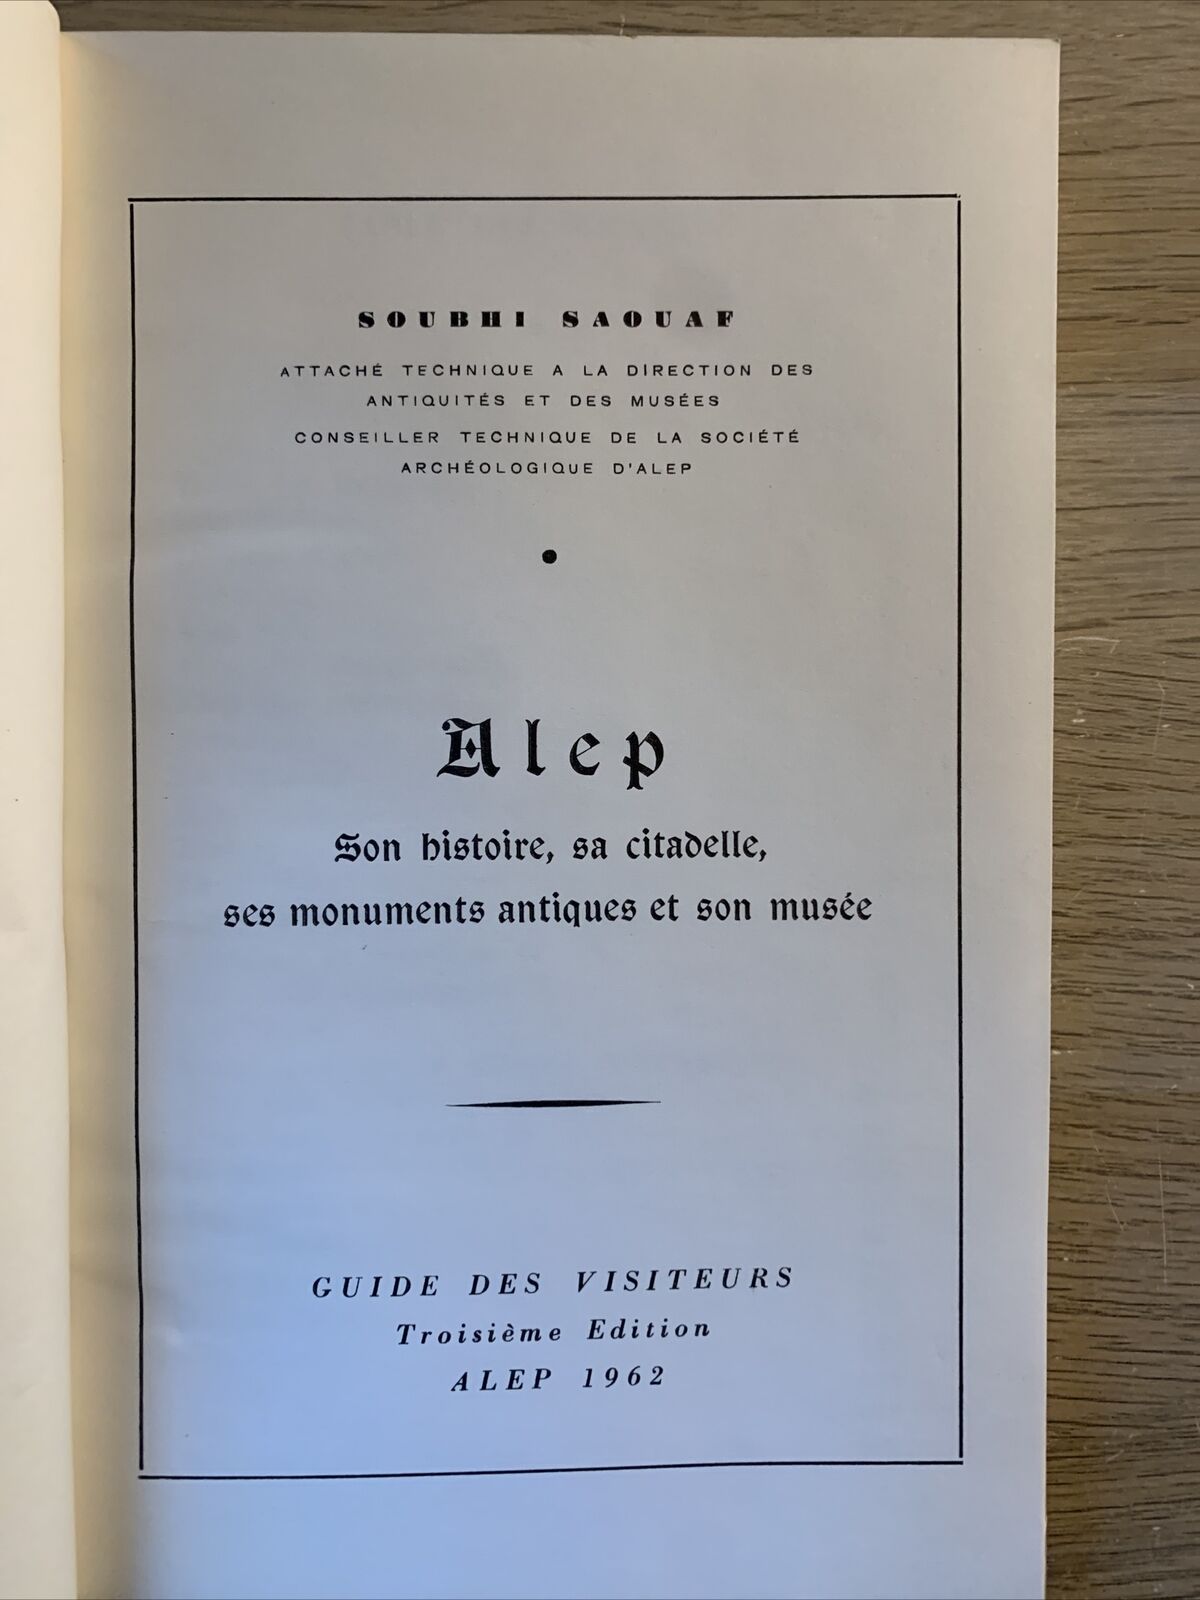 SOUBHI SAOUAF
ATTACHÉ TECHNIQUE A LA DIRECTION DES
ANTIQUITÉS ET DES MUSÉES
CONSEILLER TECHNIQUE DE LA SOCIÉTÉ
ARCHÉOLOGIQUE D'ALEP
Alep
Son histoire, sa citadelle,
ses monuments antiques et son musée
GUIDE DES VISITEURS
Troisième Edition
ALEP 1962